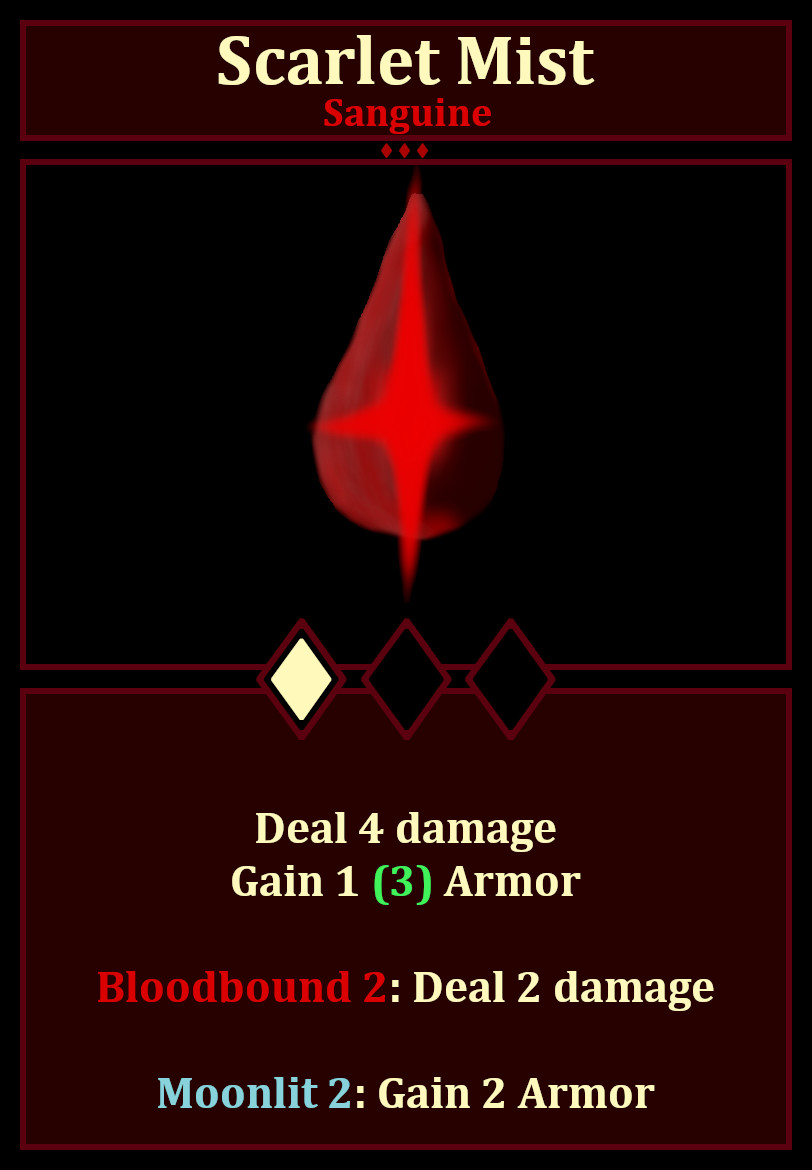 Scarlet Mist
Sanguine
Deal 4 damage
Gain 1 (3) Armor
Bloodbound 2: Deal 2 damage
Moonlit 2: Gain 2 Armor